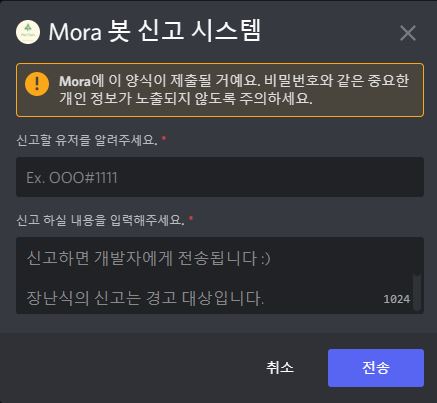 Mora 봇 신고 시스템
Mora에 이 양식이 제출될 거예요. 비밀번호와 같은 중요한
개인 정보가 노출되지 않도록 주의하세요.
신고할 유저를 알려주세요. *
Ex. OOO#1111
신고 하실 내용을 입력해주세요. *
신고하면 개발자에게 전송됩니다 :)
장난식의 신고는 경고 대상입니다.
1024
취소
전송